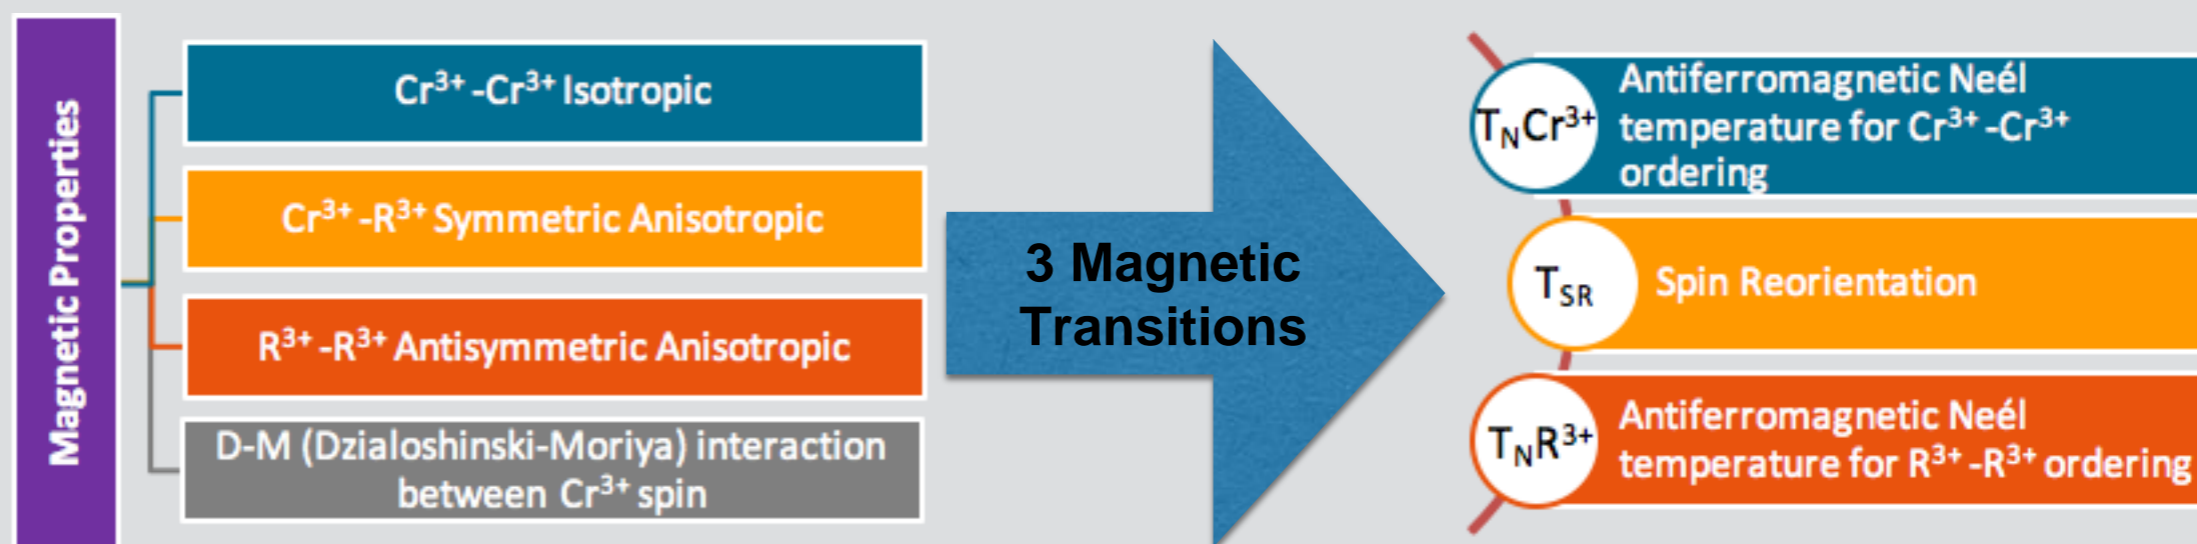 Magnetic Properties
Cr³⁺ -Cr³⁺ Isotropic
Cr³⁺ -R³⁺ Symmetric Anisotropic
R³⁺ -R³⁺ Antisymmetric Anisotropic
D-M (Dzialoshinski-Moriya) interaction
between Cr³⁺ spin
3 Magnetic
Transitions
TₙCr³⁺
Antiferromagnetic Neél
temperature for Cr³⁺ -Cr³⁺
ordering
T_SR
Spin Reorientation
TₙR³⁺
Antiferromagnetic Neél
temperature for R³⁺ -R³⁺ ordering